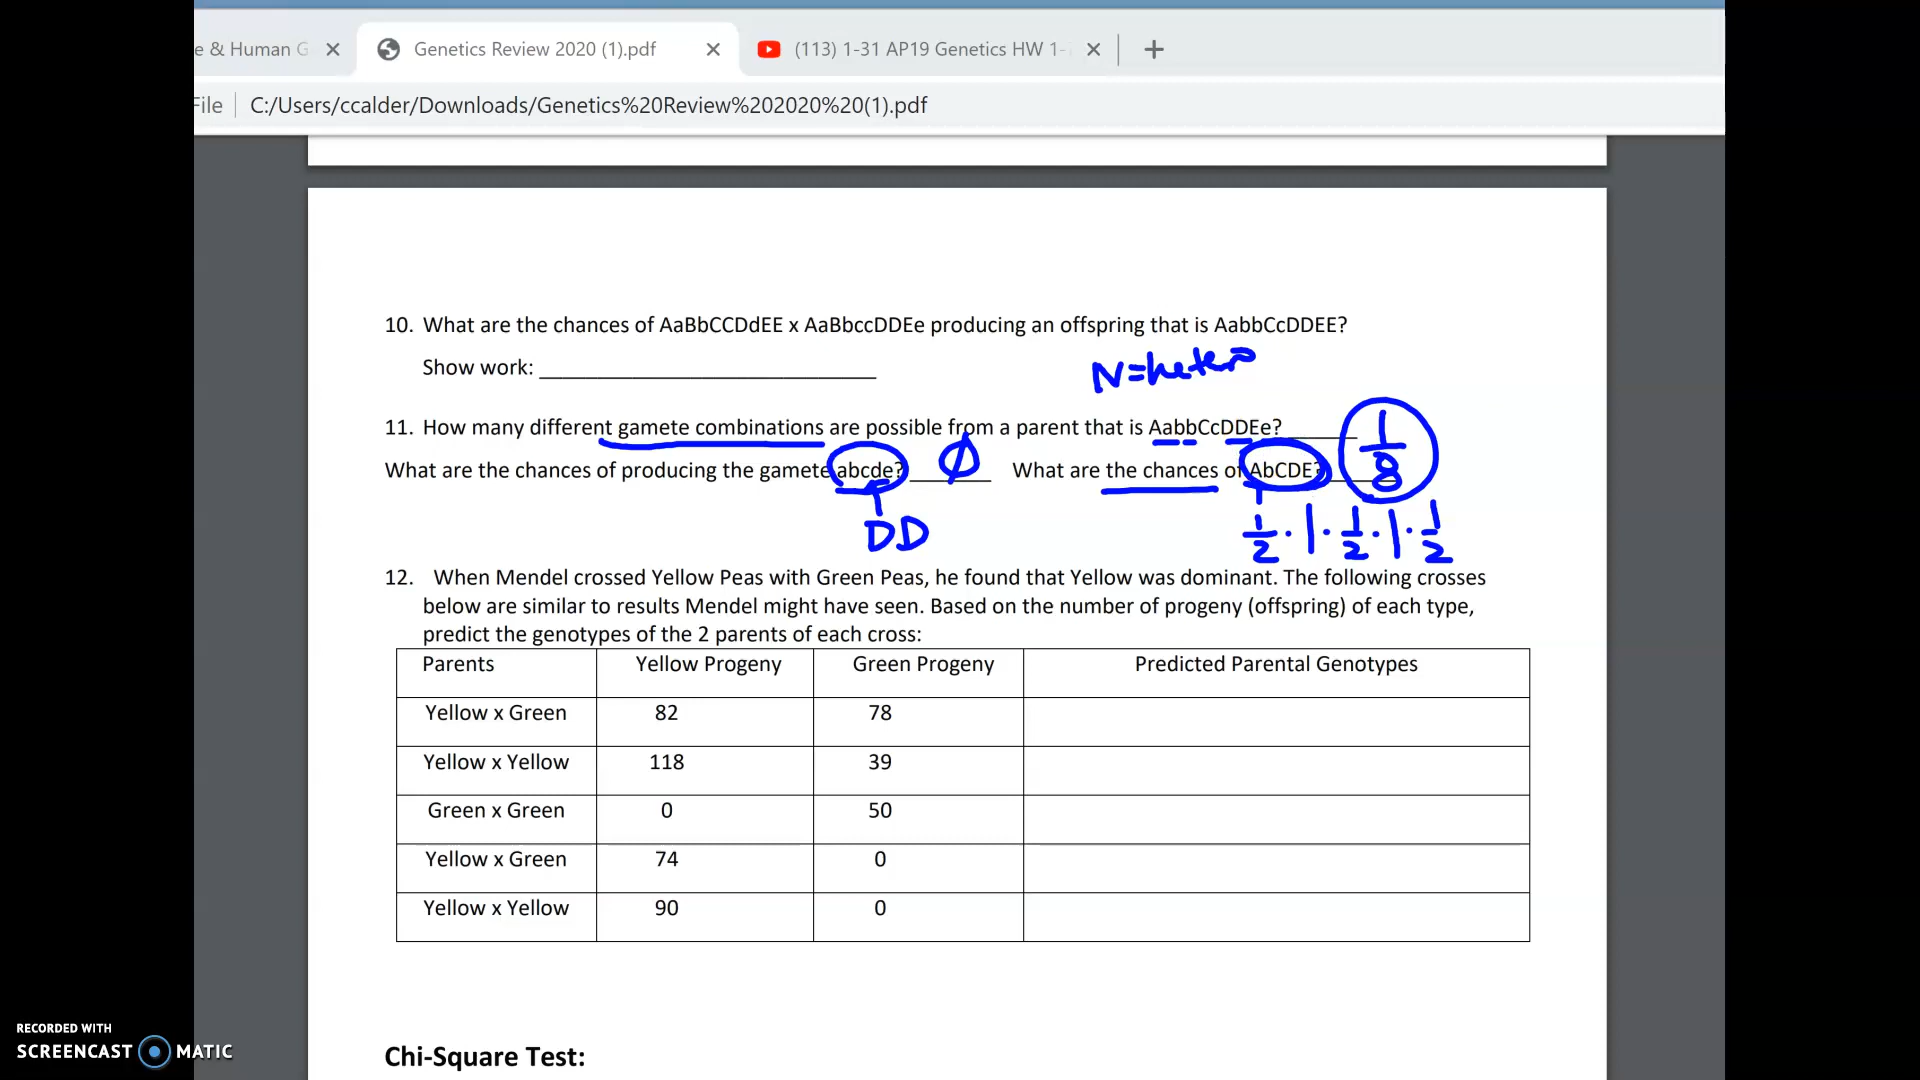 e & Human G
Genetics Review 2020 (1).pdf
(113) 1-31 AP19 Genetics HW 1-
File C:/Users/ccalder/Downloads/Genetics%20Review%202020%20(1).pdf
10. What are the chances of AaBbCCDdEE x AaBbccDDEe producing an offspring that is AabbCcDDEE?
Show work: ____________________________
N=hetero
11. How many different gamete combinations are possible from a parent that is AabbCcDDEe? ______
1/8
What are the chances of producing the gamete abcde? _______ Ø What are the chances of AbCDE? ______
DD 1/2 · 1 · 1/2 · 1 · 1/2
12. When Mendel crossed Yellow Peas with Green Peas, he found that Yellow was dominant. The following crosses
below are similar to results Mendel might have seen. Based on the number of progeny (offspring) of each type,
predict the genotypes of the 2 parents of each cross:
Parents Yellow Progeny Green Progeny Predicted Parental Genotypes
Yellow x Green 82 78
Yellow x Yellow 118 39
Green x Green 0 50
Yellow x Green 74 0
Yellow x Yellow 90 0
Chi-Square Test:
RECORDED WITH
SCREENCAST MATIC